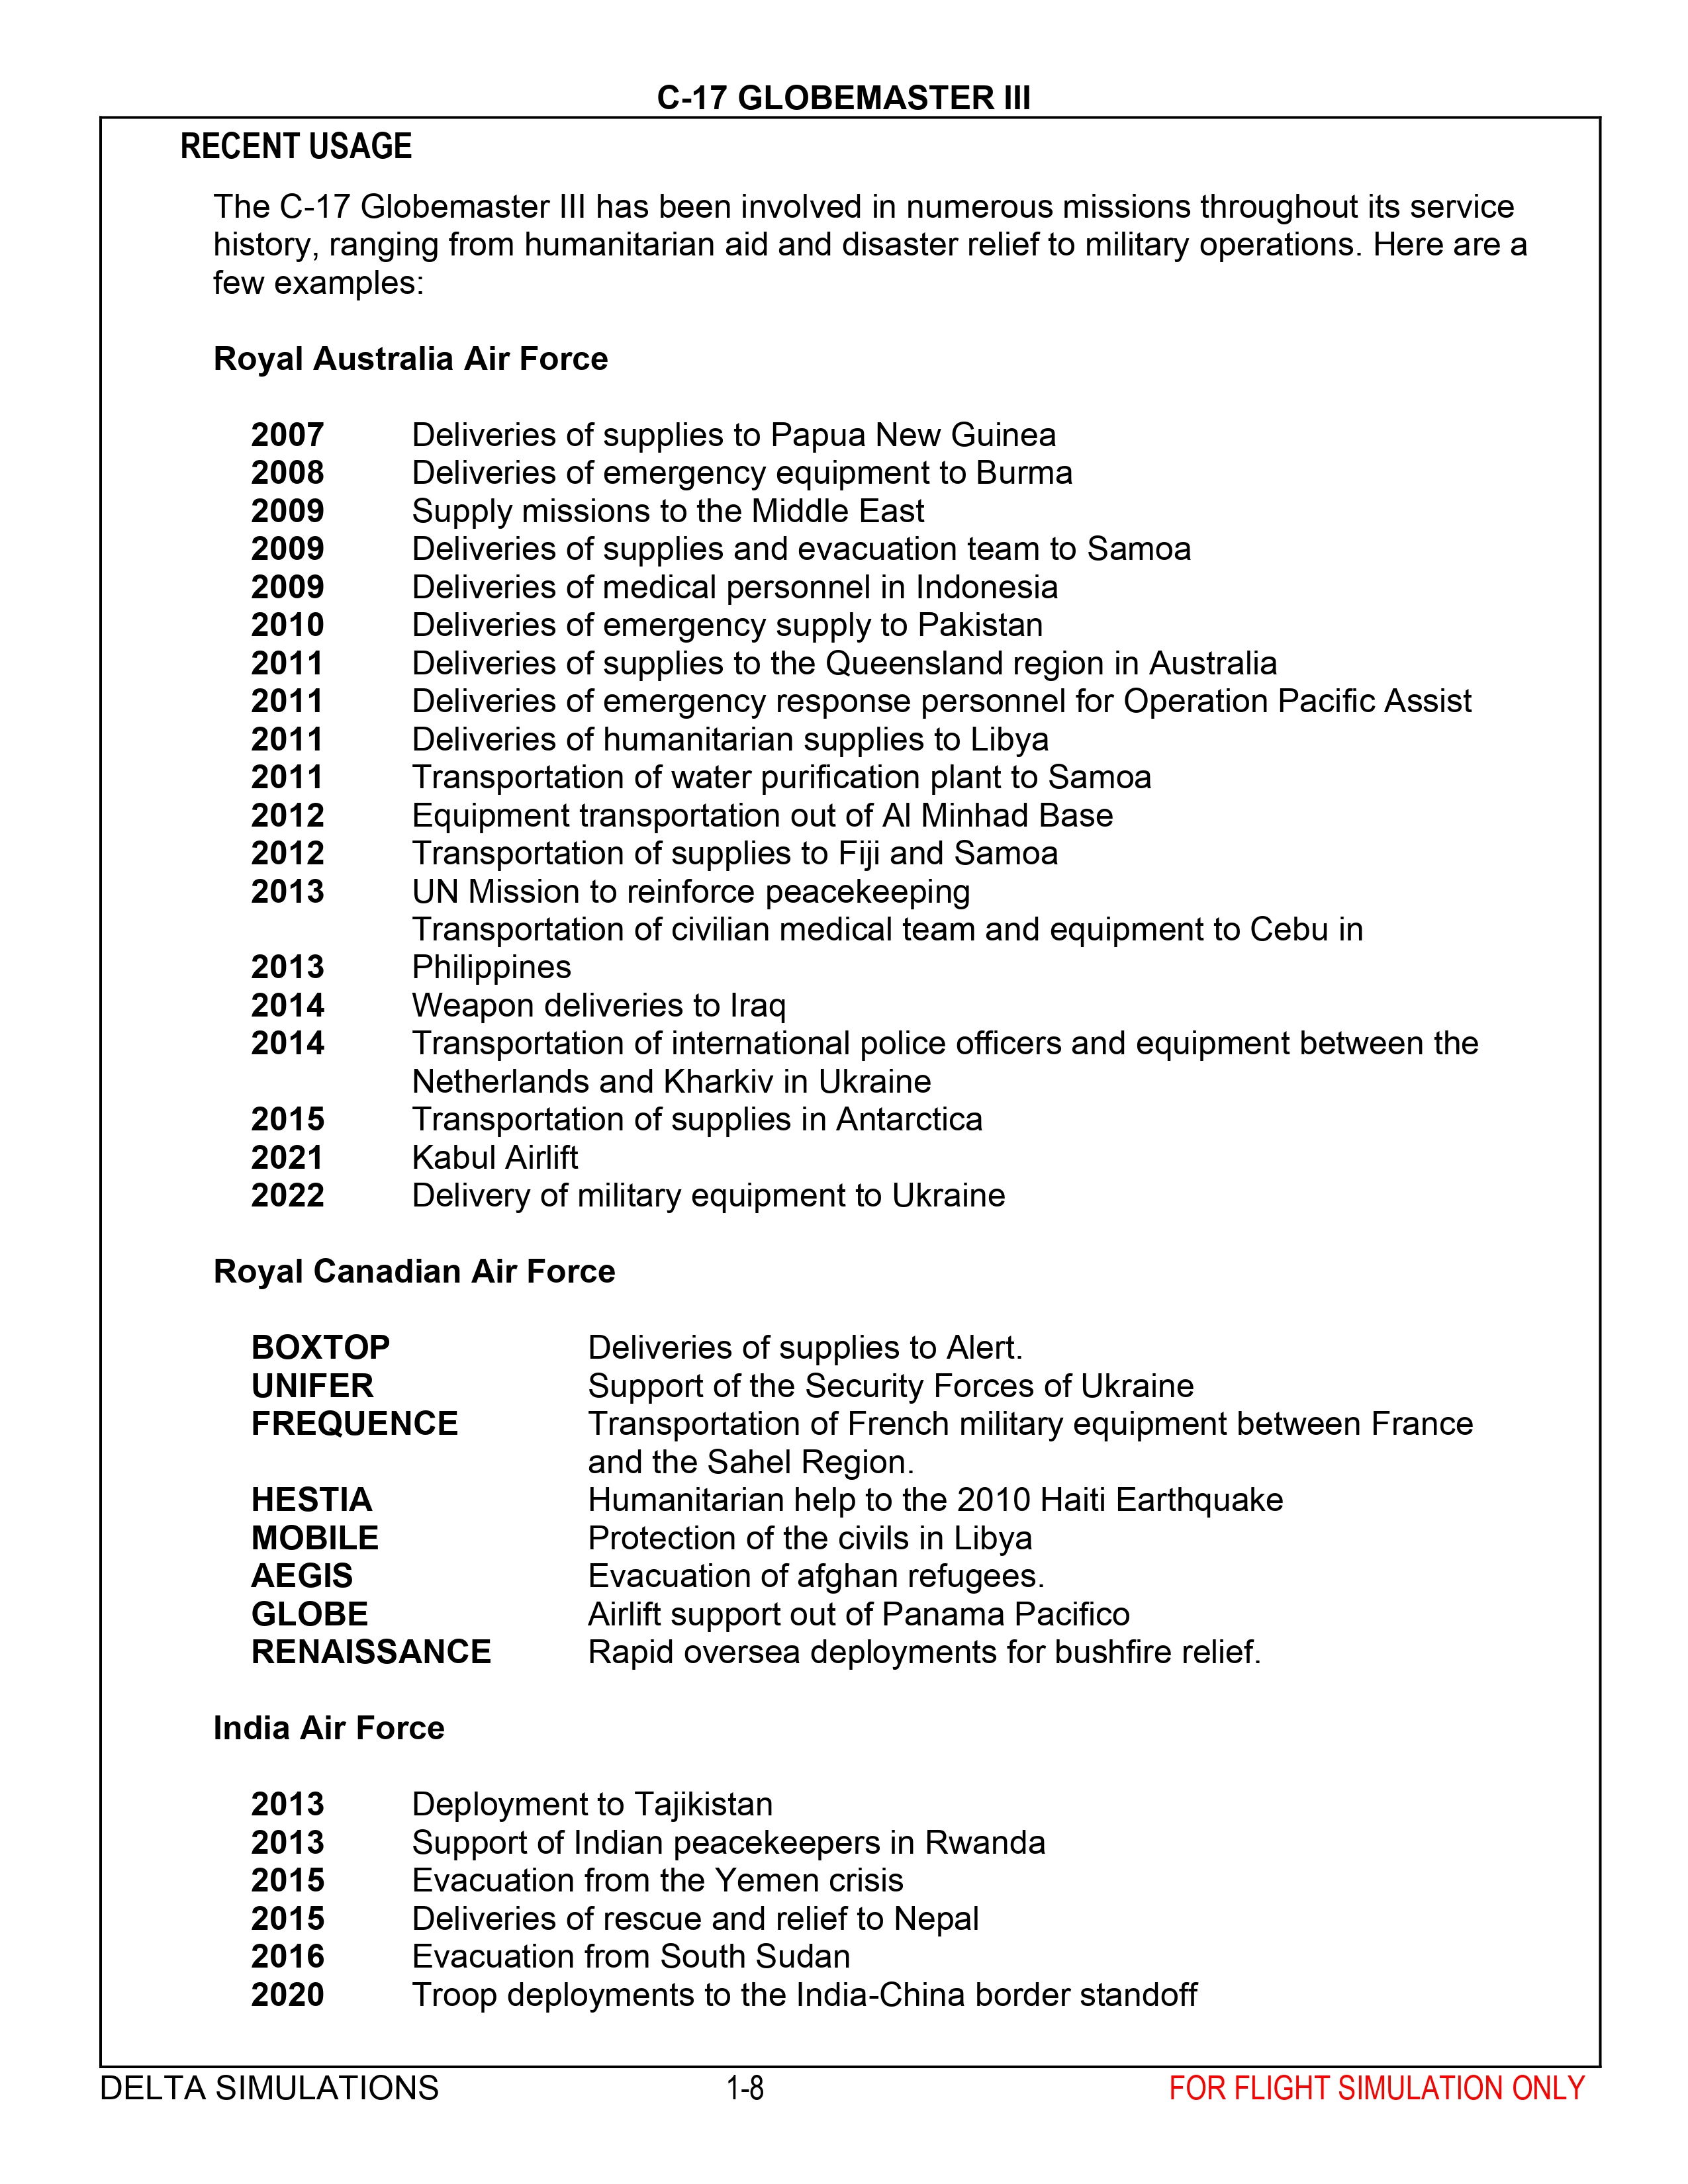 C-17 GLOBEMASTER III
RECENT USAGE
The C-17 Globemaster III has been involved in numerous missions throughout its service
history, ranging from humanitarian aid and disaster relief to military operations. Here are a
few examples:
Royal Australia Air Force
2007 Deliveries of supplies to Papua New Guinea
2008 Deliveries of emergency equipment to Burma
2009 Supply missions to the Middle East
2009 Deliveries of supplies and evacuation team to Samoa
2009 Deliveries of medical personnel in Indonesia
2010 Deliveries of emergency supply to Pakistan
2011 Deliveries of supplies to the Queensland region in Australia
2011 Deliveries of emergency response personnel for Operation Pacific Assist
2011 Deliveries of humanitarian supplies to Libya
2011 Transportation of water purification plant to Samoa
2012 Equipment transportation out of Al Minhad Base
2012 Transportation of supplies to Fiji and Samoa
2013 UN Mission to reinforce peacekeeping
Transportation of civilian medical team and equipment to Cebu in
2013 Philippines
2014 Weapon deliveries to Iraq
2014 Transportation of international police officers and equipment between the
Netherlands and Kharkiv in Ukraine
2015 Transportation of supplies in Antarctica
2021 Kabul Airlift
2022 Delivery of military equipment to Ukraine
Royal Canadian Air Force
BOXTOP Deliveries of supplies to Alert.
UNIFER Support of the Security Forces of Ukraine
FREQUENCE Transportation of French military equipment between France
and the Sahel Region.
HESTIA Humanitarian help to the 2010 Haiti Earthquake
MOBILE Protection of the civils in Libya
AEGIS Evacuation of afghan refugees.
GLOBE Airlift support out of Panama Pacifico
RENAISSANCE Rapid oversea deployments for bushfire relief.
India Air Force
2013 Deployment to Tajikistan
2013 Support of Indian peacekeepers in Rwanda
2015 Evacuation from the Yemen crisis
2015 Deliveries of rescue and relief to Nepal
2016 Evacuation from South Sudan
2020 Troop deployments to the India-China border standoff
DELTA SIMULATIONS 1-8 FOR FLIGHT SIMULATION ONLY